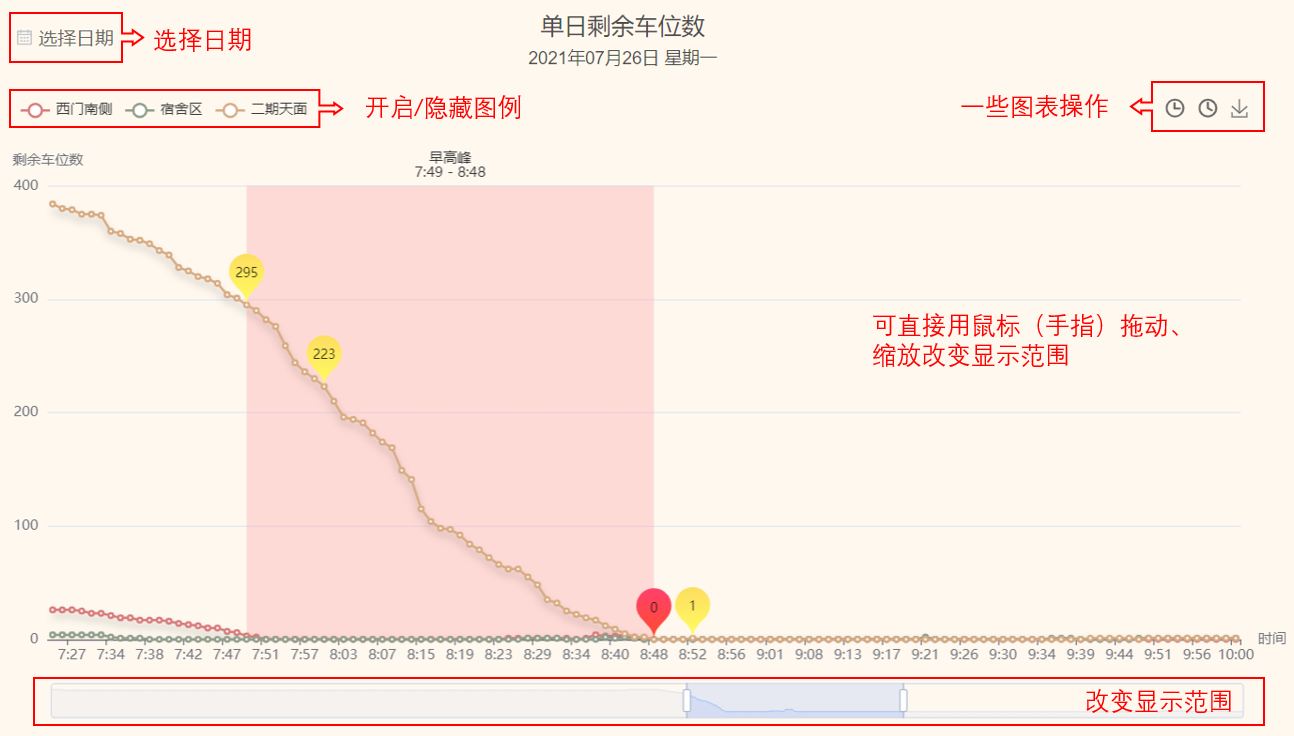 单日剩余车位数
2021年07月26日 星期一
选择日期
选择日期
西门南侧 宿舍区 二期天面
开启/隐藏图例
一些图表操作
剩余车位数
早高峰
7:49 - 8:48
400
300
200
100
0
295
223
0
1
可直接用鼠标（手指）拖动、
缩放改变显示范围
7:27 7:34 7:38 7:42 7:47 7:51 7:57 8:03 8:07 8:15 8:19 8:23 8:29 8:34 8:40 8:48 8:52 8:56 9:01 9:08 9:13 9:17 9:21 9:26 9:30 9:34 9:39 9:44 9:51 9:56 10:00
时间
改变显示范围